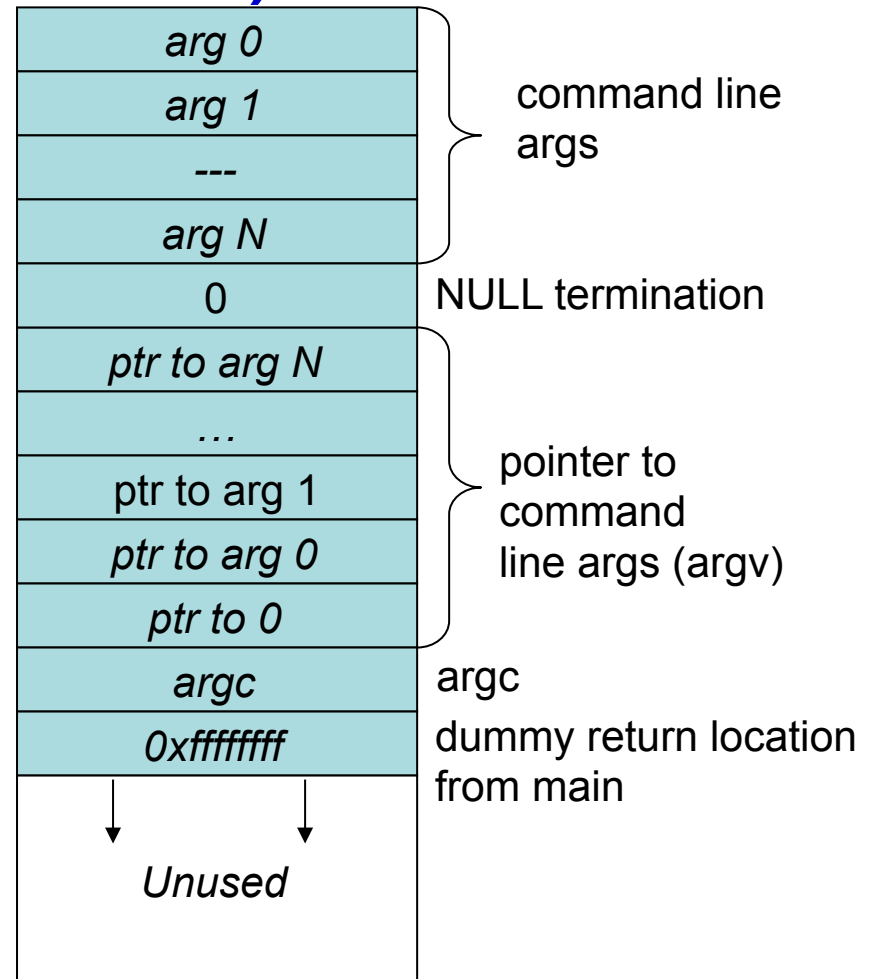 arg 0
arg 1
---
arg N
command line
args
0
NULL termination
ptr to arg N
…
ptr to arg 1
ptr to arg 0
ptr to 0
pointer to
command
line args (argv)
argc
argc
0xffffffff
dummy return location
from main
Unused